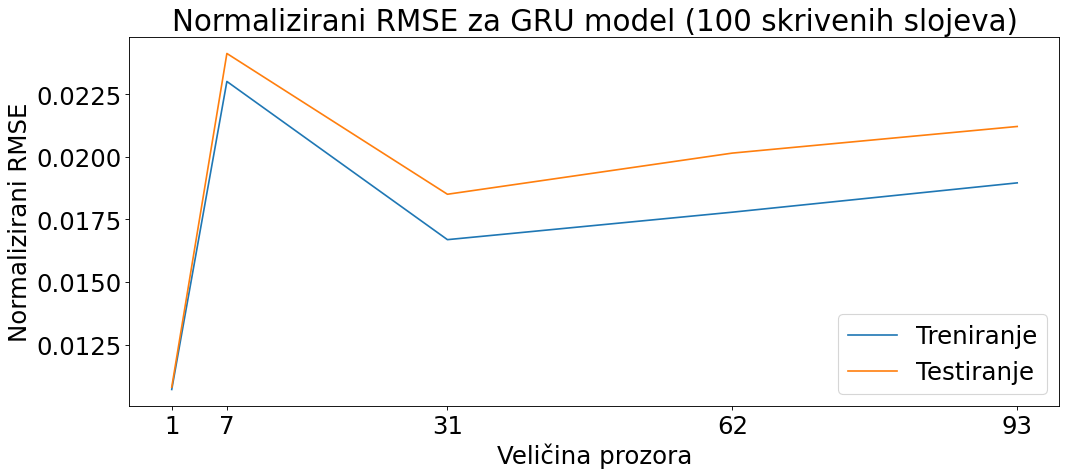 Normalizirani RMSE za GRU model (100 skrivenih slojeva)
Normalizirani RMSE
0.0225
0.0200
0.0175
0.0150
0.0125
Treniranje
Testiranje
1 7 31 62 93
Veličina prozora